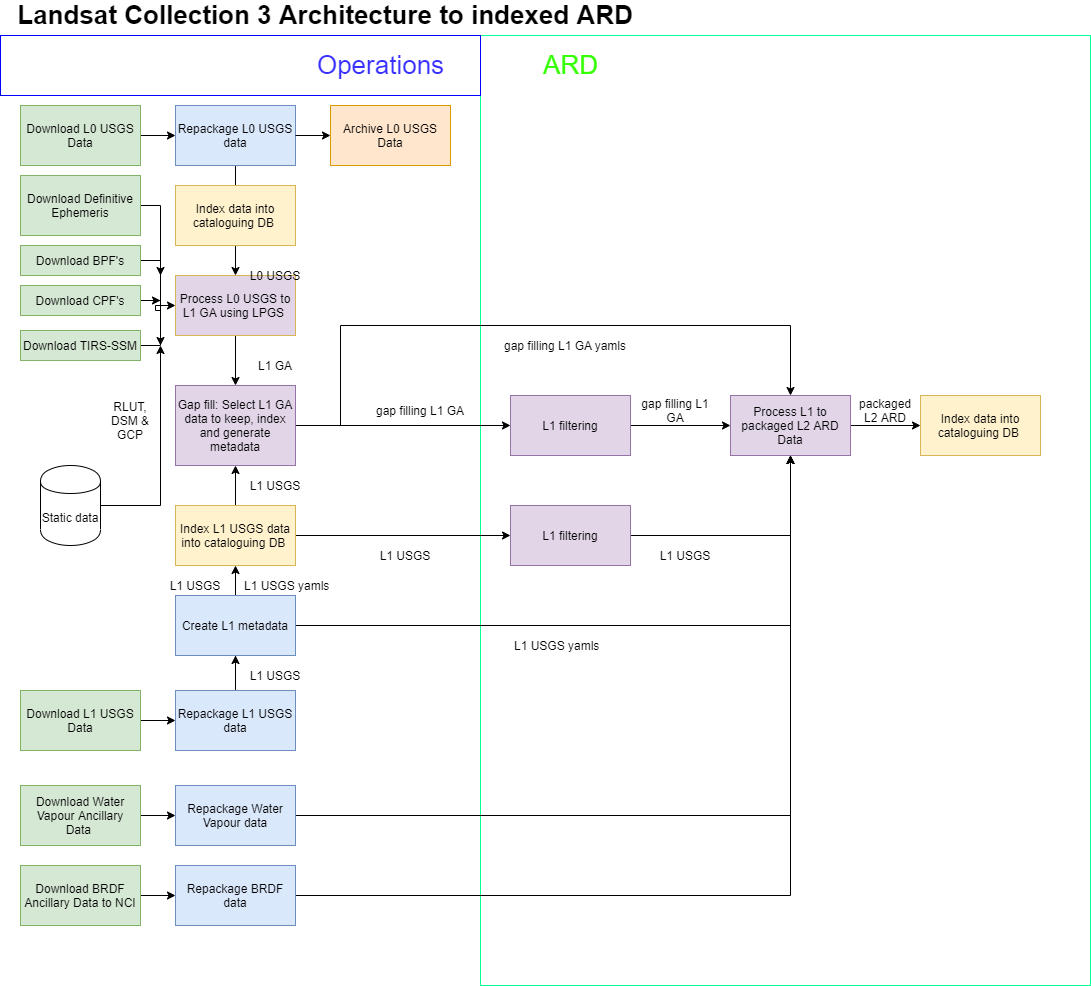 Landsat Collection 3 Architecture to indexed ARD
Operations
ARD
Download L0 USGS
Data
Repackage L0 USGS
data
Archive L0 USGS
Data
Download Definitive
Ephemeris
Index data into
cataloguing DB
Download BPF's
L0 USGS
Download CPF's
Process L0 USGS to
L1 GA using LPGS
Download TIRS-SSM
gap filling L1 GA yamls
L1 GA
RLUT,
DSM &
GCP
Gap fill: Select L1 GA
data to keep, index
and generate
metadata
gap filling L1 GA
L1 filtering
gap filling L1
GA
Process L1 to
packaged L2 ARD
Data
packaged
L2 ARD
Index data into
cataloguing DB
L1 USGS
Static data
Index L1 USGS data
into cataloguing DB
L1 USGS
L1 filtering
L1 USGS
L1 USGS
L1 USGS yamls
Create L1 metadata
L1 USGS yamls
L1 USGS
Download L1 USGS
Data
Repackage L1 USGS
data
Download Water
Vapour Ancillary
Data
Repackage Water
Vapour data
Download BRDF
Ancillary Data to NCI
Repackage BRDF
data